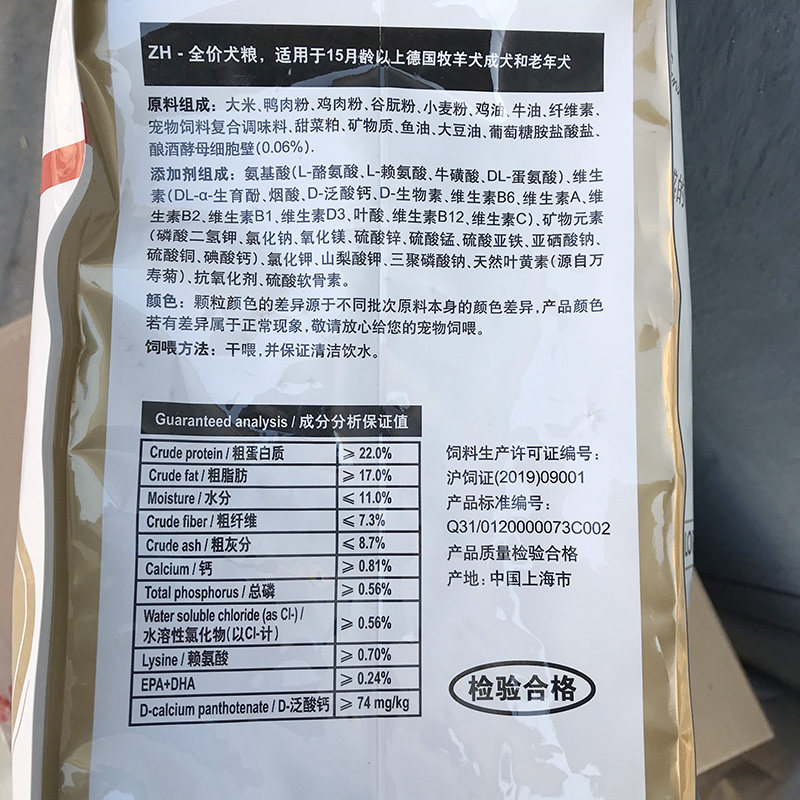 ZH - 全价犬粮，适用于15月龄以上德国牧羊犬成犬和老年犬
原料组成：大米、鸭肉粉、鸡肉粉、谷朊粉、小麦粉、鸡油、牛油、纤维素、
宠物饲料复合调味料、甜菜粕、矿物质、鱼油、大豆油、葡萄糖胺盐酸盐、
酿酒酵母细胞壁(0.06%).
添加剂组成：氨基酸(L-酪氨酸、L-赖氨酸、牛磺酸、DL-蛋氨酸)、维生
素(DL-α-生育酚、烟酸、D-泛酸钙、D-生物素、维生素B6、维生素A、维
生素B2、维生素B1、维生素D3、叶酸、维生素B12、维生素C)、矿物元素
(磷酸二氢钾、氯化钠、氧化镁、硫酸锌、硫酸锰、硫酸亚铁、亚硒酸钠、
硫酸铜、碘酸钙)、氯化钾、山梨酸钾、三聚磷酸钠、天然叶黄素(源自万
寿菊)、抗氧化剂、硫酸软骨素。
颜色：颗粒颜色的差异源于不同批次原料本身的颜色差异，产品颜色
若有差异属于正常现象，敬请放心给您的宠物饲喂。
饲喂方法：干喂，并保证清洁饮水。
Guaranteed analysis / 成分分析保证值
Crude protein / 粗蛋白质 ≥ 22.0%
Crude fat / 粗脂肪 ≥ 17.0%
Moisture / 水分 ≤ 11.0%
Crude fiber / 粗纤维 ≤ 7.3%
Crude ash / 粗灰分 ≤ 8.7%
Calcium / 钙 ≥ 0.81%
Total phosphorus / 总磷 ≥ 0.56%
Water soluble chloride (as Cl-) /
水溶性氯化物(以Cl-计) ≥ 0.56%
Lysine / 赖氨酸 ≥ 0.70%
EPA+DHA ≥ 0.24%
D-calcium panthotenate / D-泛酸钙 ≥ 74 mg/kg
饲料生产许可证编号：
沪饲证(2019)09001
产品标准编号：
Q31/0120000073C002
产品质量检验合格
产地：中国上海市
检验合格